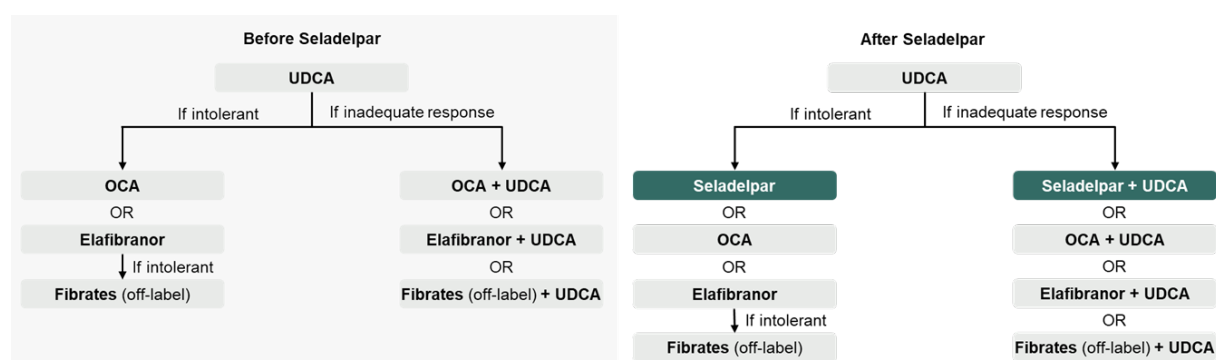 Before Seladelpar
UDCA
If intolerant
If inadequate response
OCA
OR
Elafibranor
If intolerant
Fibrates (off-label)
OCA + UDCA
OR
Elafibranor + UDCA
OR
Fibrates (off-label) + UDCA
After Seladelpar
UDCA
If intolerant
If inadequate response
Seladelpar
OR
OCA
OR
Elafibranor
If intolerant
Fibrates (off-label)
Seladelpar + UDCA
OR
OCA + UDCA
OR
Elafibranor + UDCA
OR
Fibrates (off-label) + UDCA